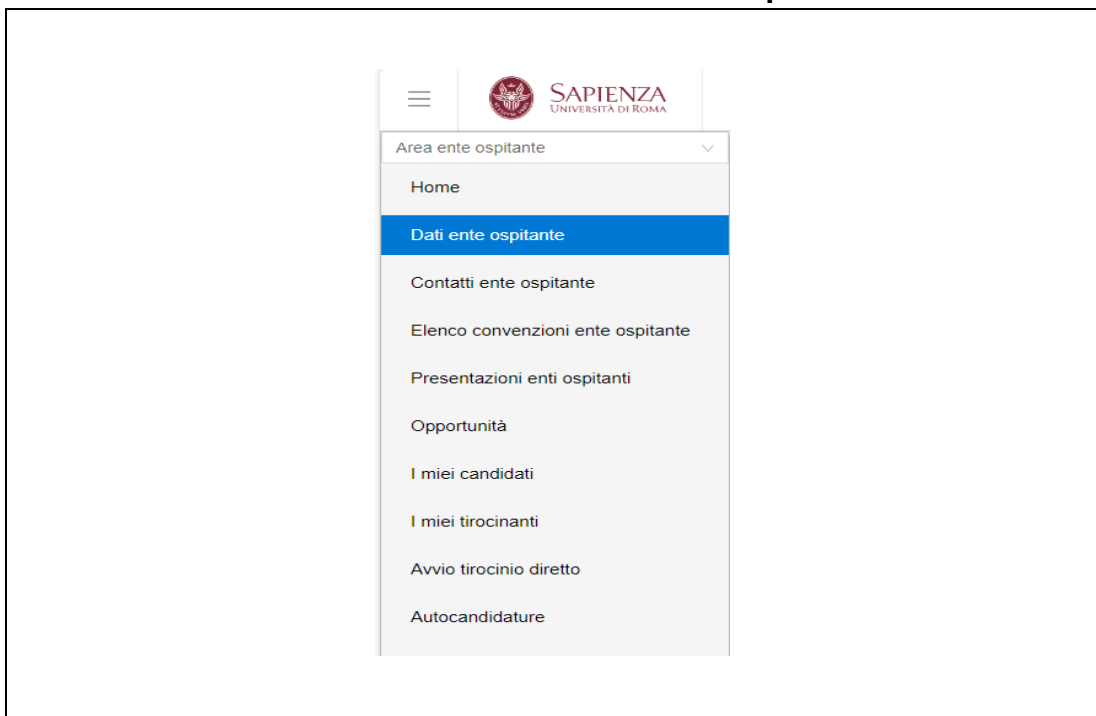 SAPIENZA
UNIVERSITÀ DI ROMA
Area ente ospitante
Home
Dati ente ospitante
Contatti ente ospitante
Elenco convenzioni ente ospitante
Presentazioni enti ospitanti
Opportunità
I miei candidati
I miei tirocinanti
Avvio tirocinio diretto
Autocandidature